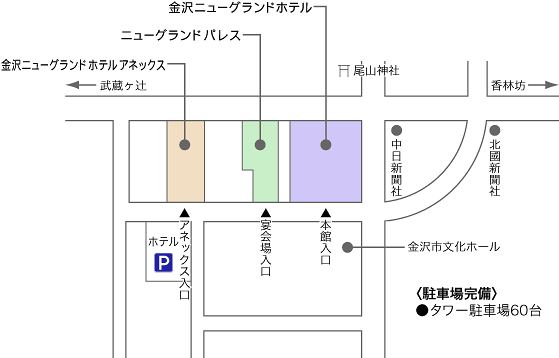 金沢ニューグランドホテル
ニューグランド パレス
金沢ニューグランド ホテル アネックス
尾山神社
武蔵ヶ辻
香林坊
中日新聞社
北國新聞社
アネックス入口
宴会場入口
本館入口
ホテル
P
金沢市文化ホール
〈駐車場完備〉
●タワー駐車場60台